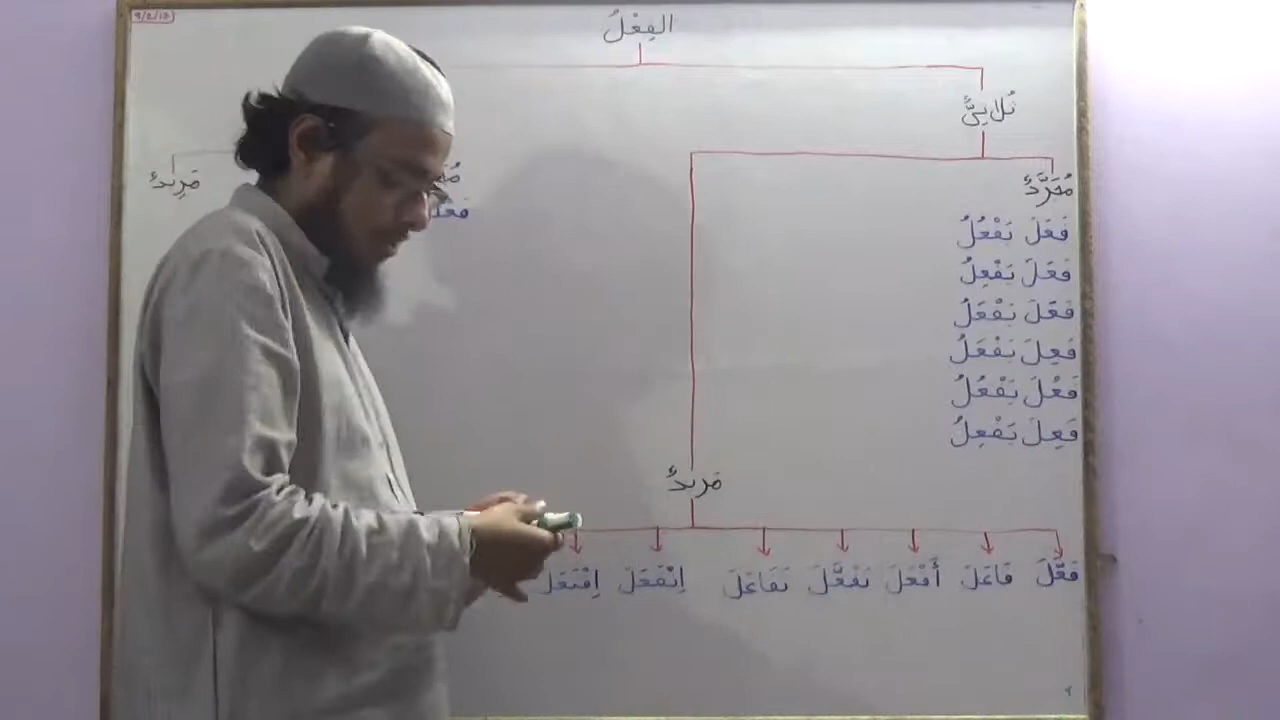 الفِعْلُ
ثُلاثِيٌّ
مُجَرَّدٌ
فَعَلَ يَفْعُلُ
فَعَلَ يَفْعِلُ
فَعَلَ يَفْعَلُ
فَعِلَ يَفْعَلُ
فَعُلَ يَفْعُلُ
فَعِلَ يَفْعِلُ
مَزِيدٌ
فَعَّلَ فَاعَلَ أَفْعَلَ تَفَعَّلَ تَفَاعَلَ اِنْفَعَلَ اِفْتَعَلَ
مَزِيدٌ